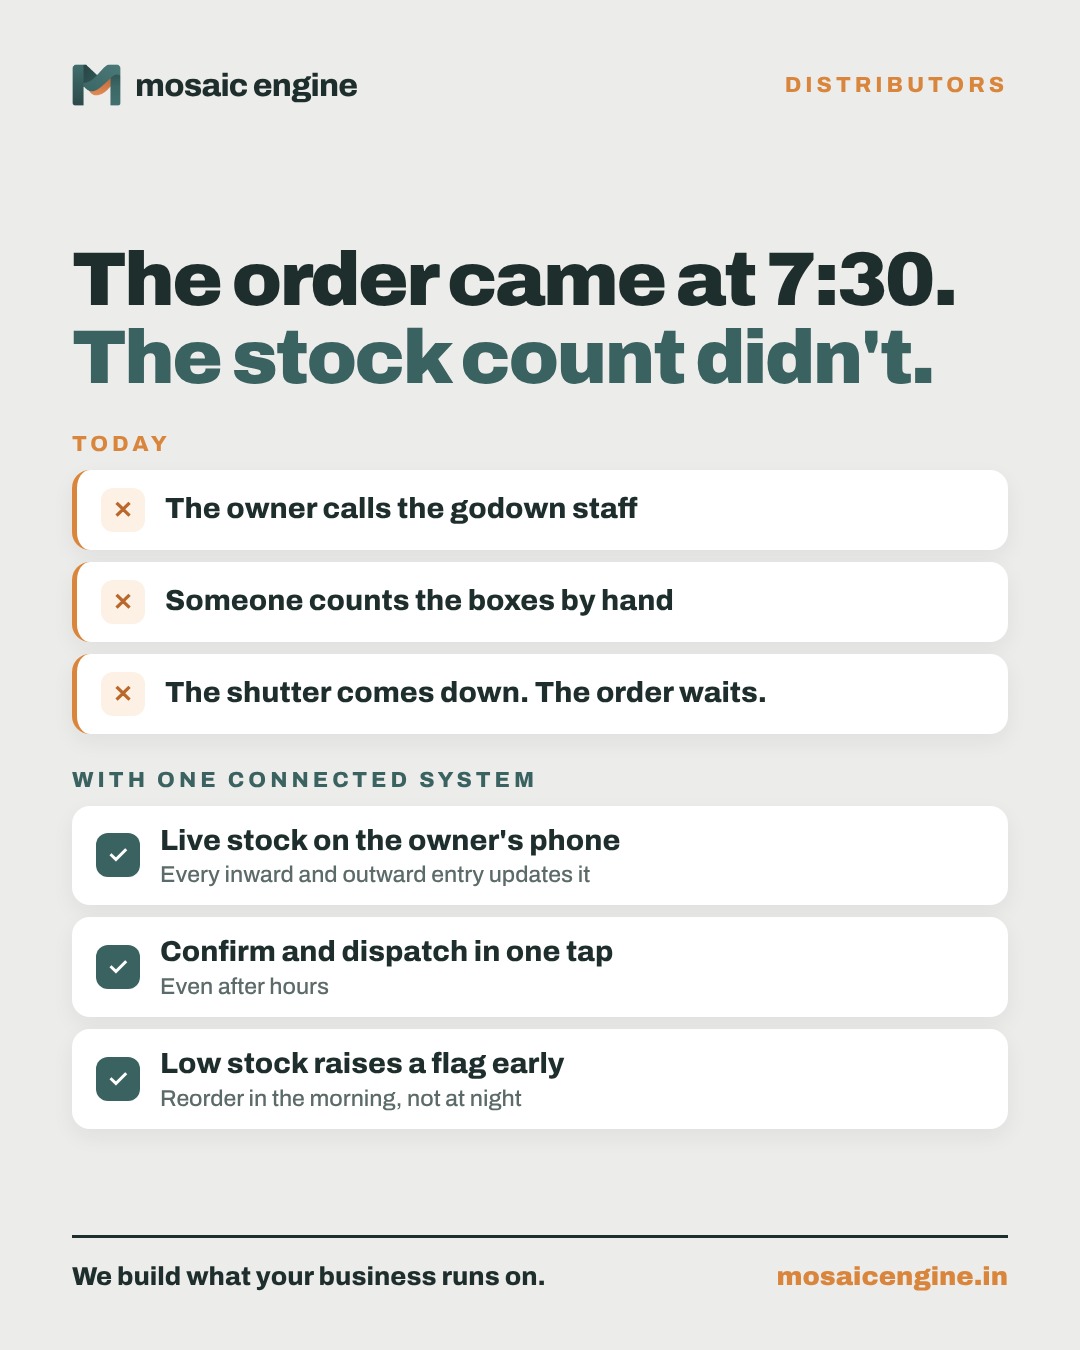 mosaic engine
DISTRIBUTORS
The order came at 7:30.
The stock count didn't.
TODAY
The owner calls the godown staff
Someone counts the boxes by hand
The shutter comes down. The order waits.
WITH ONE CONNECTED SYSTEM
Live stock on the owner's phone
Every inward and outward entry updates it
Confirm and dispatch in one tap
Even after hours
Low stock raises a flag early
Reorder in the morning, not at night
We build what your business runs on.
mosaicengine.in